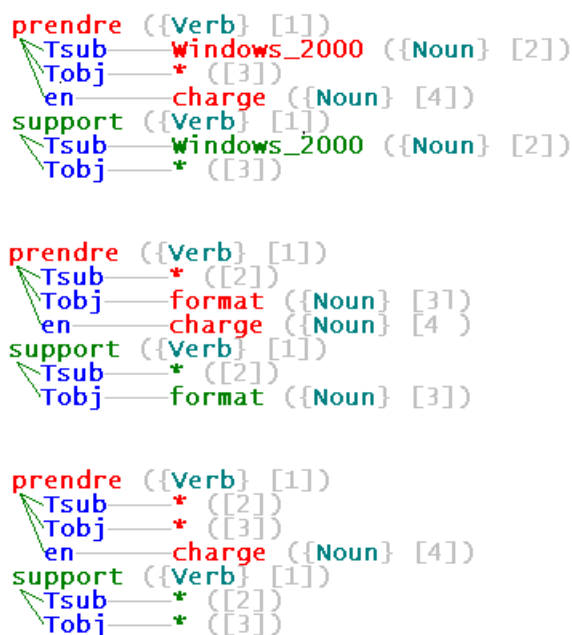 prendre ({Verb} [1])
Tsub Windows_2000 ({Noun} [2])
Tobj * ([3])
en charge ({Noun} [4])
support ({Verb} [1])
Tsub Windows_2000 ({Noun} [2])
Tobj * ([3])
prendre ({Verb} [1])
Tsub * ([2])
Tobj format ({Noun} [3])
en charge ({Noun} [4 )
support ({Verb} [1])
Tsub * ([2])
Tobj format ({Noun} [3])
prendre ({Verb} [1])
Tsub * ([2])
Tobj * ([3])
en charge ({Noun} [4])
support ({Verb} [1])
Tsub * ([2])
Tobj * ([3])